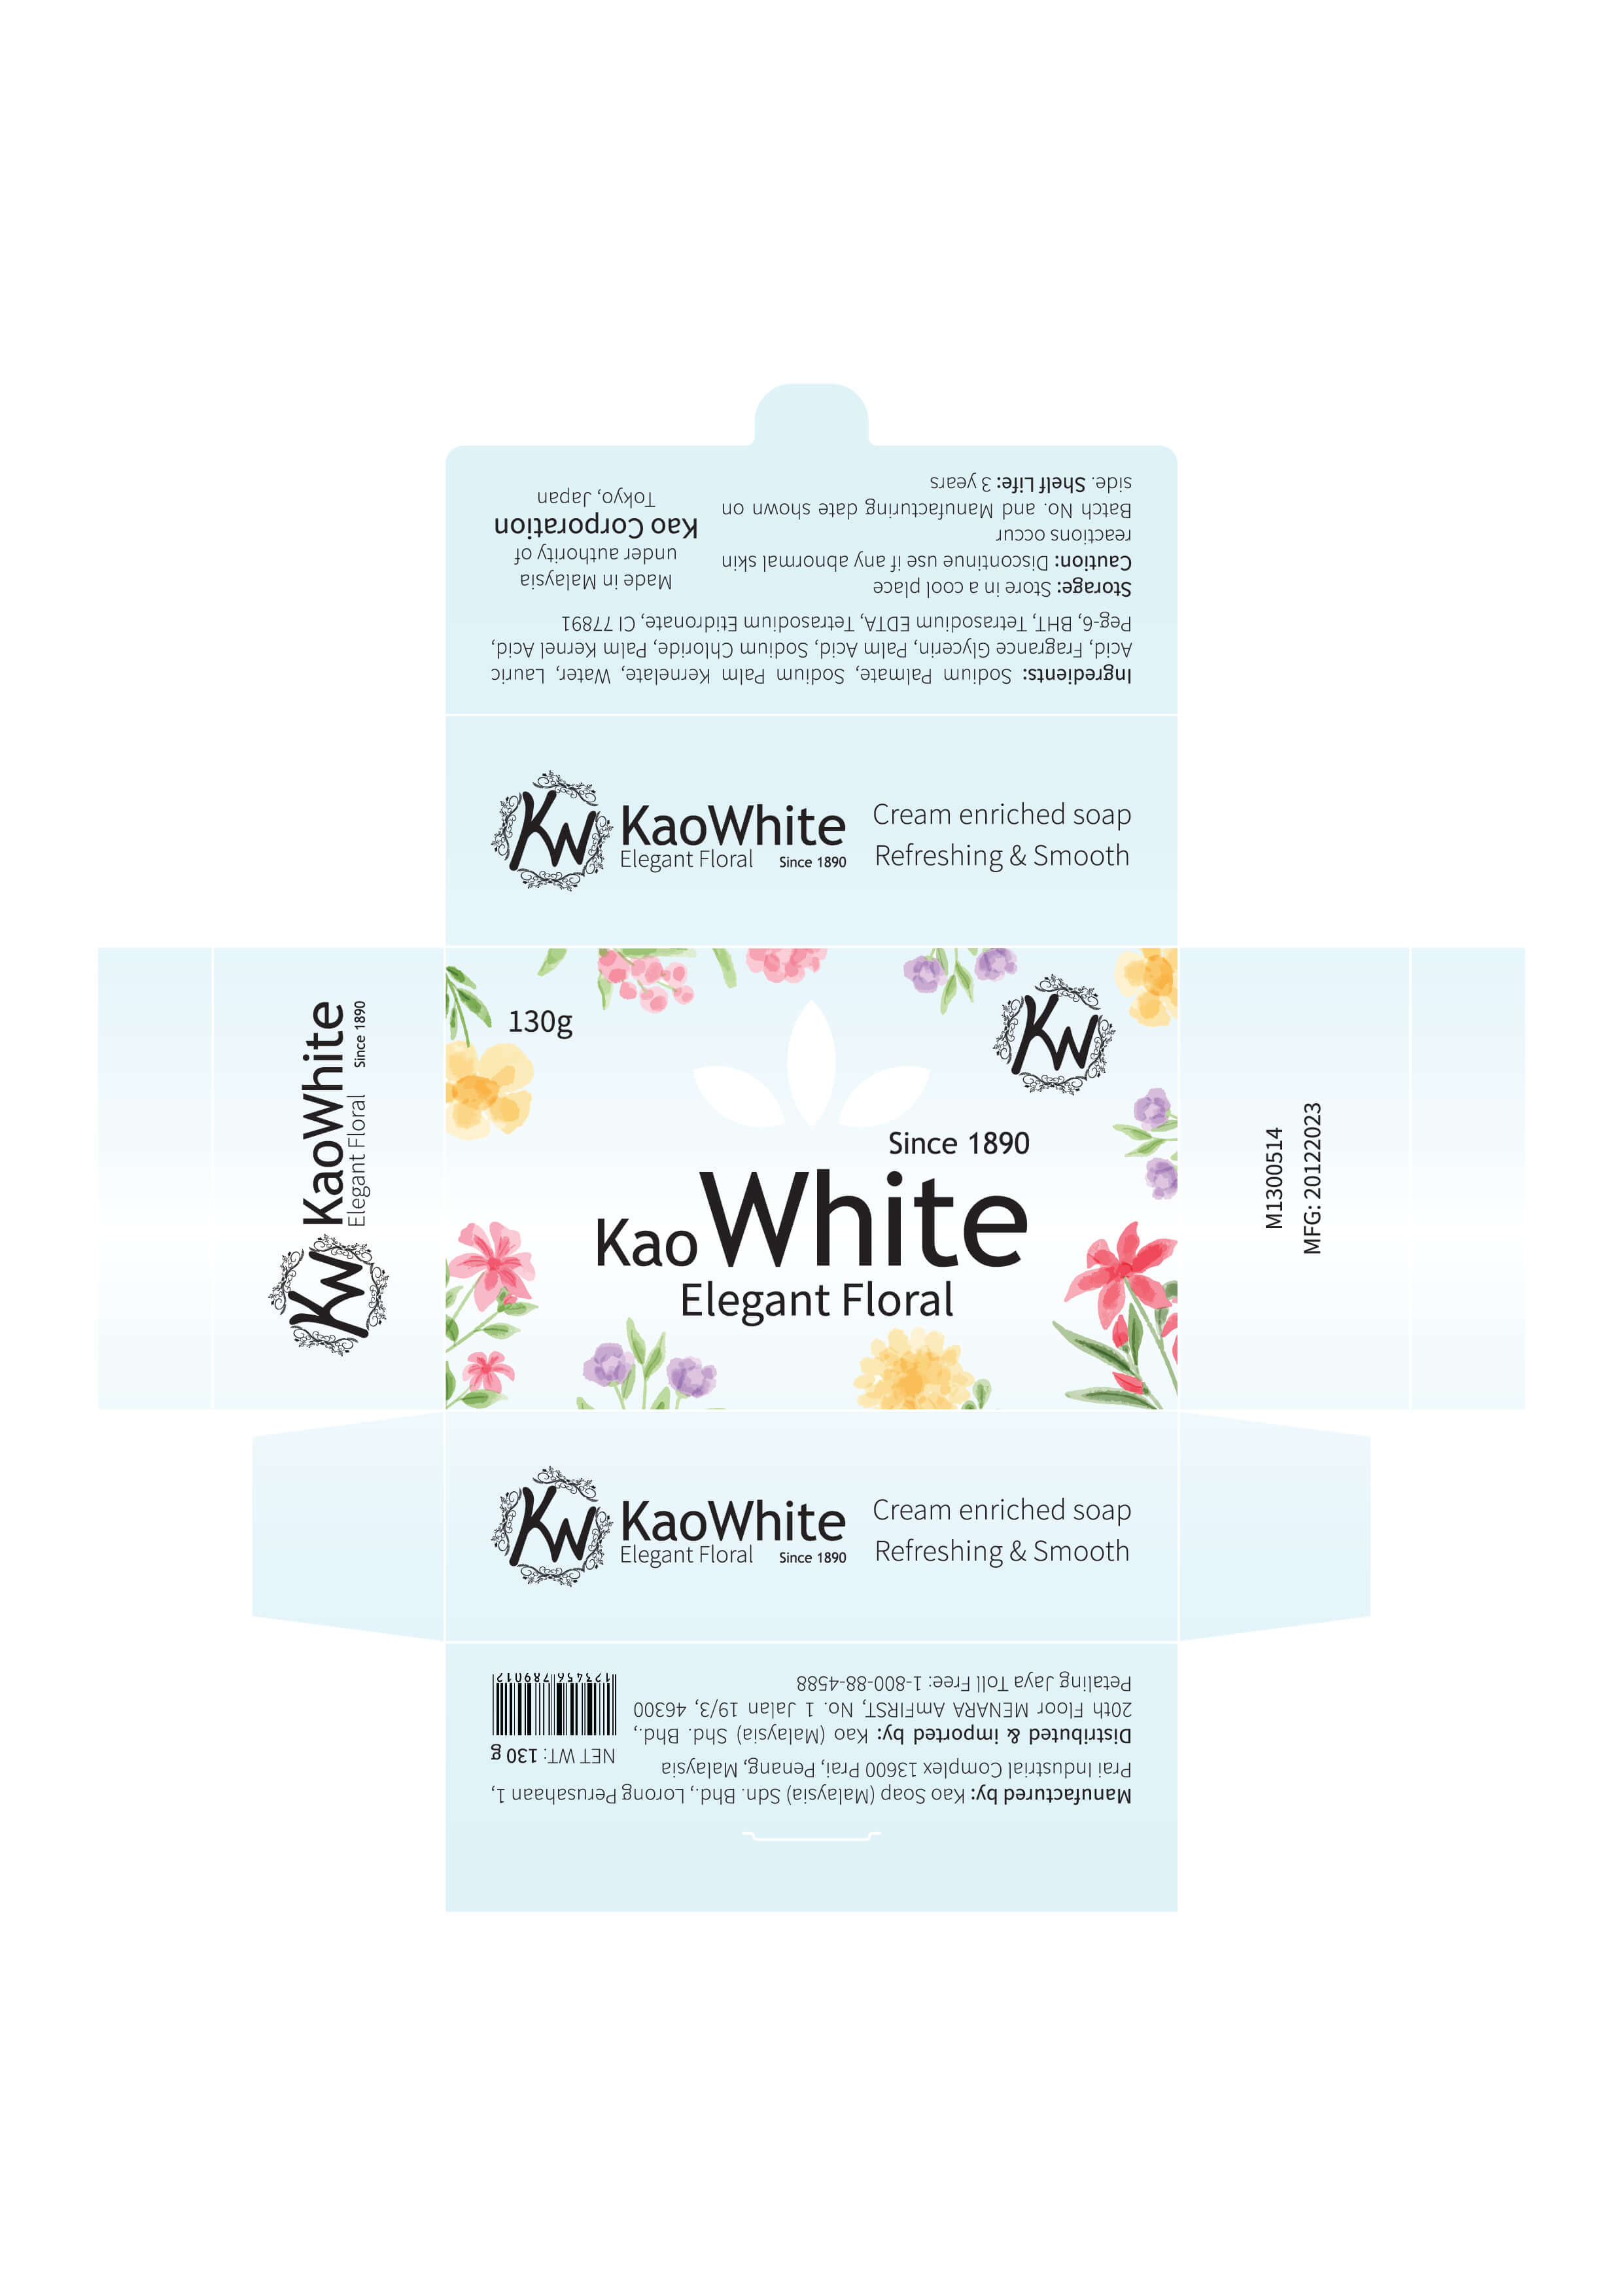 Ingredients: Sodium Palmate, Sodium Palm Kernelate, Water, Lauric
Acid, Fragrance Glycerin, Palm Acid, Sodium Chloride, Palm Kernel Acid,
Peg-6, BHT, Tetrasodium EDTA, Tetrasodium Etidronate, CI 77891
Storage: Store in a cool place
Caution: Discontinue use if any abnormal skin
reactions occur
Batch No. and Manufacturing date shown on
side. Shelf Life: 3 years
Made in Malaysia
under authority of
Kao Corporation
Tokyo, Japan
KW
KaoWhite
Elegant Floral Since 1890
Cream enriched soap
Refreshing & Smooth
KW
KaoWhite
Elegant Floral Since 1890
130g
KW
Since 1890
Kao White
Elegant Floral
M1300514
MFG: 20122023
KW
KaoWhite
Elegant Floral Since 1890
Cream enriched soap
Refreshing & Smooth
Manufactured by: Kao Soap (Malaysia) Sdn. Bhd., Lorong Perusahaan 1,
Prai Industrial Complex 13600 Prai, Penang, Malaysia
Distributed & imported by: Kao (Malaysia) Shd. Bhd.,
20th Floor MENARA AmFIRST, No. 1 Jalan 19/3, 46300
Petaling Jaya Toll Free: 1-800-88-4588
NET WT: 130 g
123456789012